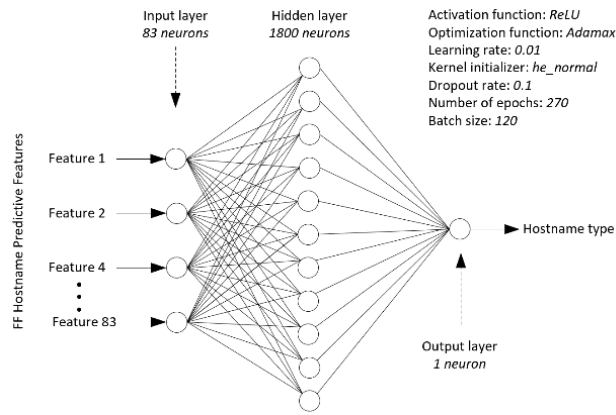 Input layer
83 neurons
Hidden layer
1800 neurons
Activation function: ReLU
Optimization function: Adamax
Learning rate: 0.01
Kernel initializer: he_normal
Dropout rate: 0.1
Number of epochs: 270
Batch size: 120
FF Hostname Predictive Features
Feature 1
Feature 2
Feature 4
Feature 83
Hostname type
Output layer
1 neuron